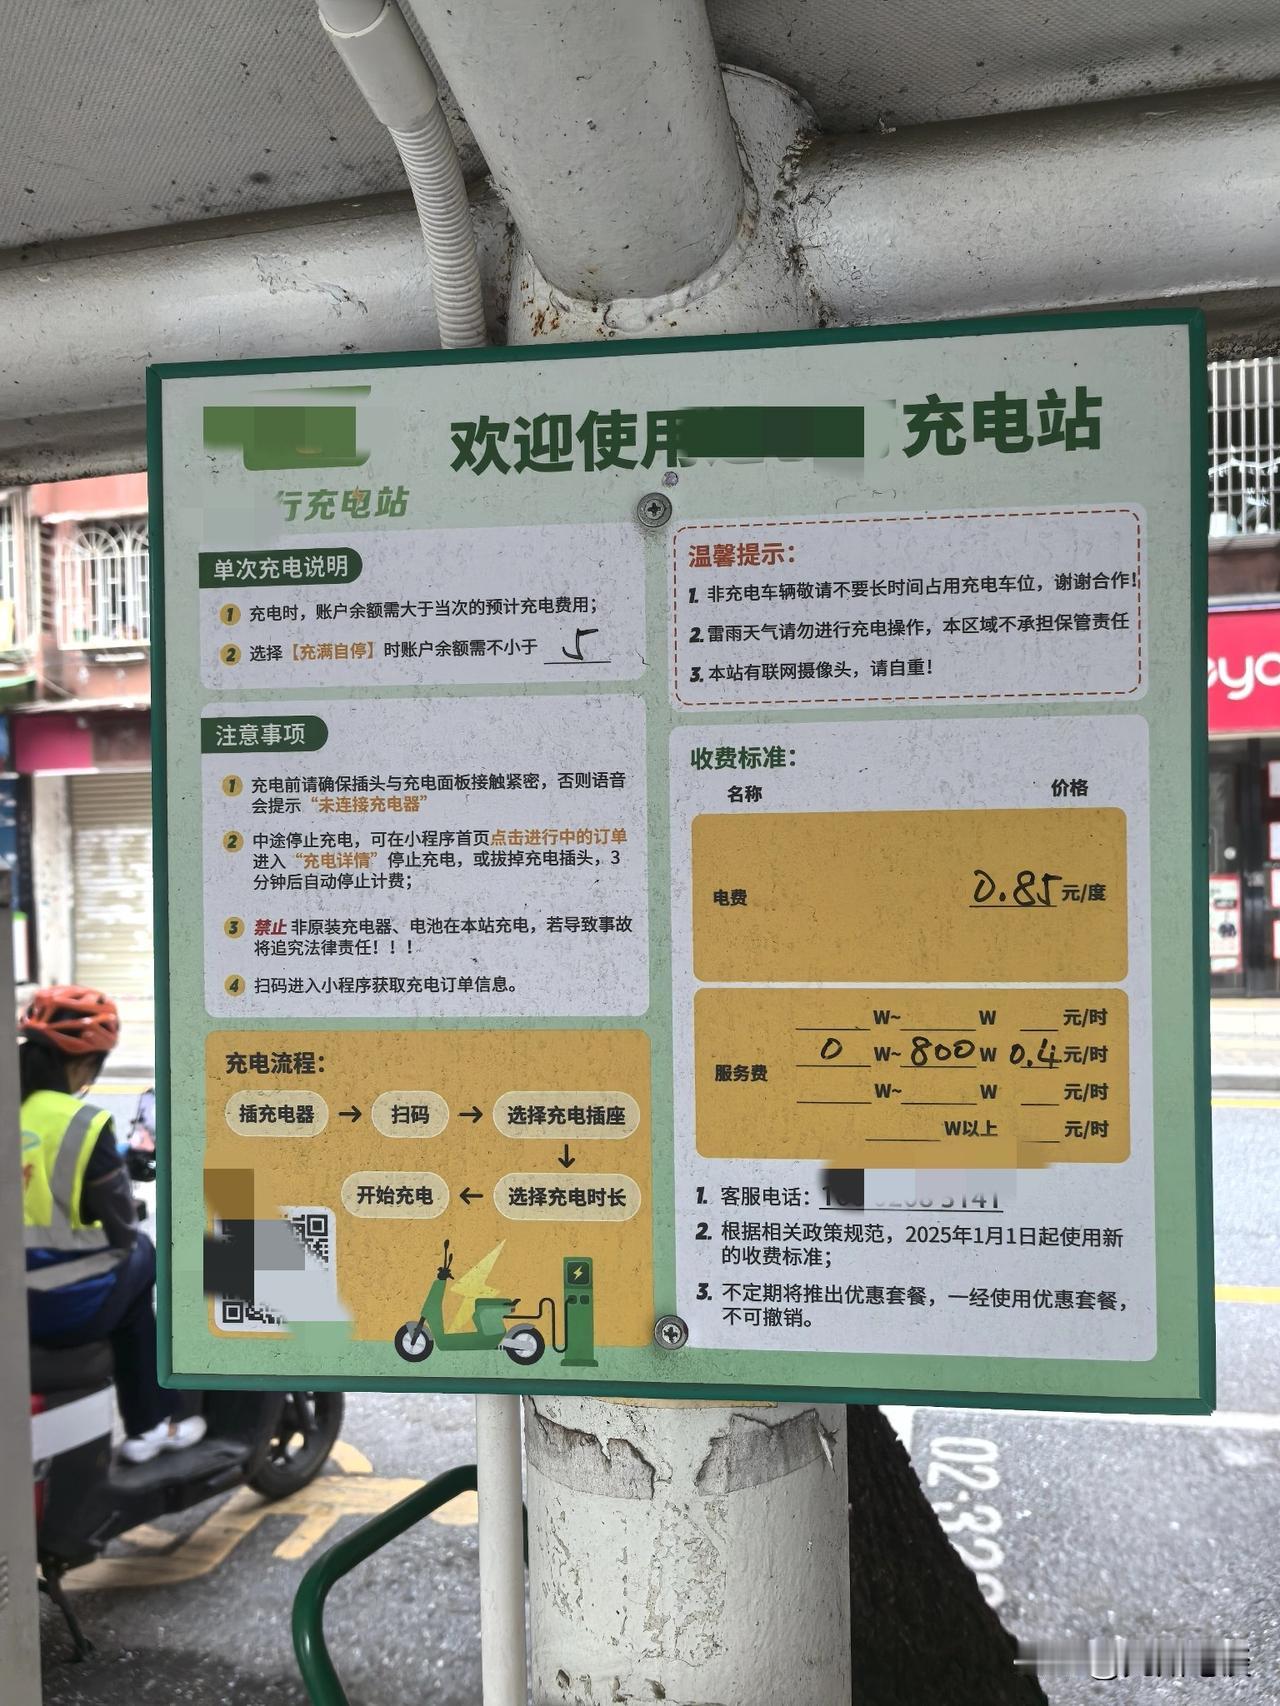 欢迎使用 充电站
行充电站
单次充电说明
1 充电时，账户余额需大于当次的预计充电费用；
2 选择【充满自停】时账户余额需不小于 5
注意事项
1 充电前请确保插头与充电面板接触紧密，否则语音
会提示“未连接充电器”
2 中途停止充电，可在小程序首页点击进行中的订单
进入“充电详情”停止充电，或拔掉充电插头，3
分钟后自动停止计费；
3 禁止非原装充电器、电池在本站充电，若导致事故
将追究法律责任！！！
4 扫码进入小程序获取充电订单信息。
充电流程：
插充电器 → 扫码 → 选择充电插座
↓
开始充电 ← 选择充电时长
温馨提示：
1. 非充电车辆敬请不要长时间占用充电车位，谢谢合作！
2. 雷雨天气请勿进行充电操作，本区域不承担保管责任
3. 本站有联网摄像头，请自重！
收费标准：
名称 价格
电费 0.85 元/度
W~ W 元/时
服务费 0 W~ 800 W 0.4 元/时
W~ W 元/时
W以上 元/时
1. 客服电话：
2. 根据相关政策规范，2025年1月1日起使用新
的收费标准；
3. 不定期将推出优惠套餐，一经使用优惠套餐，
不可撤销。